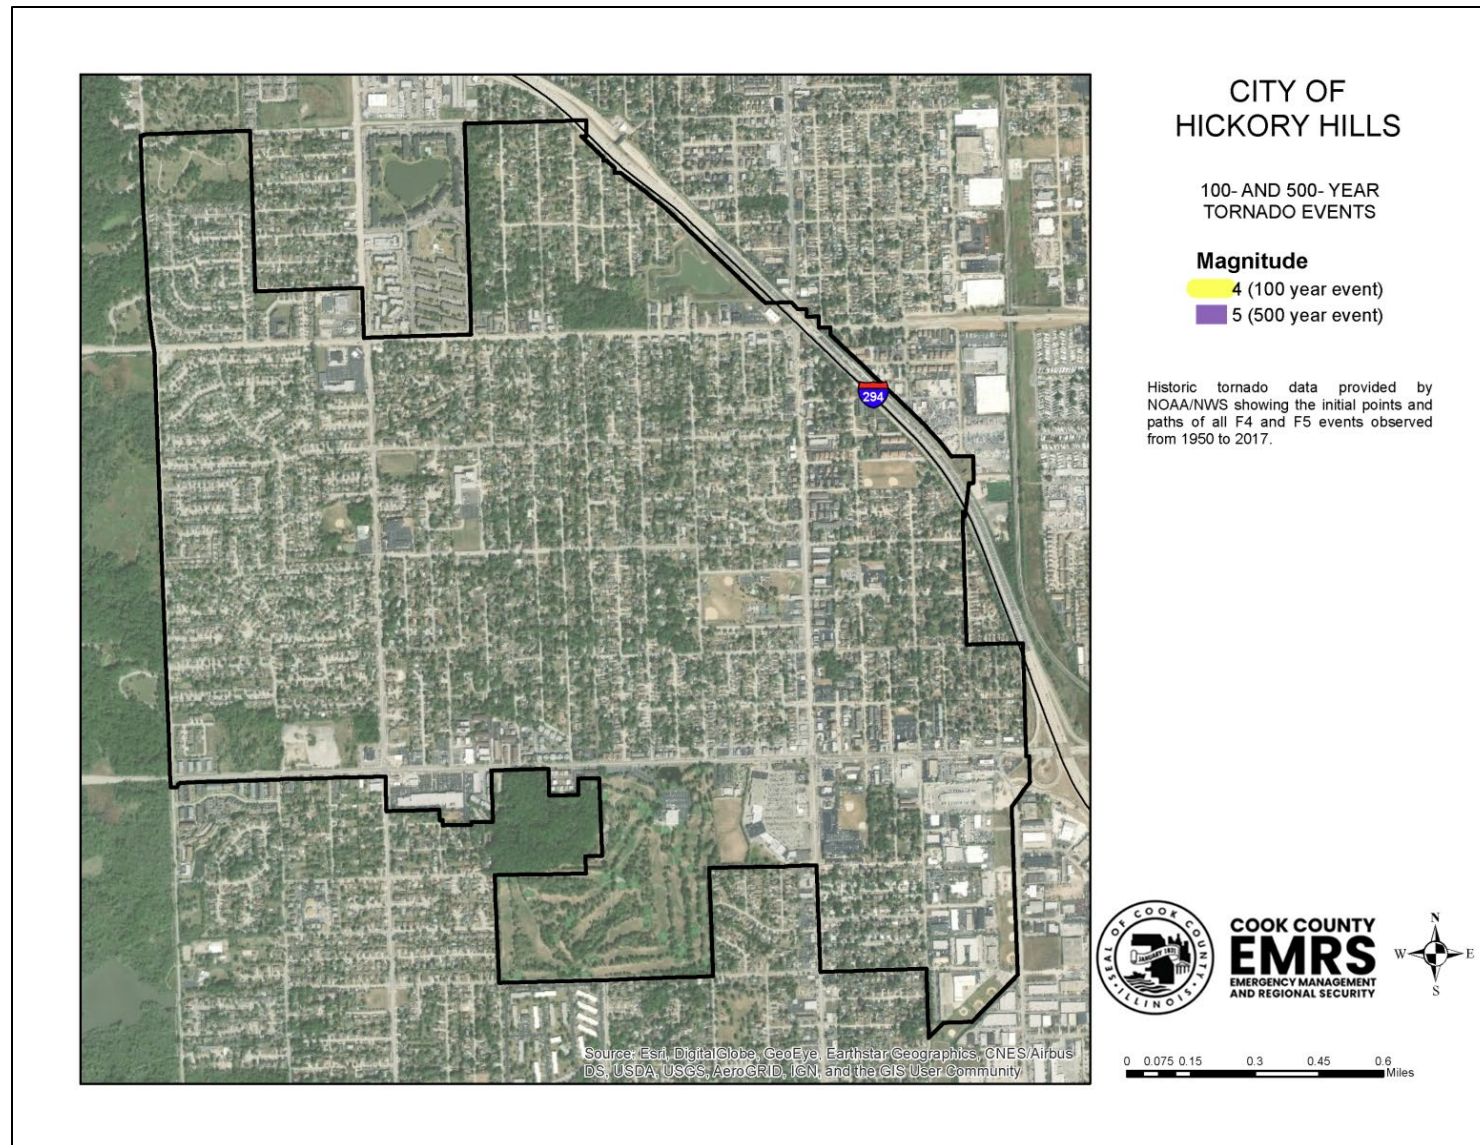 CITY OF
HICKORY HILLS
100- AND 500- YEAR
TORNADO EVENTS
Magnitude
4 (100 year event)
5 (500 year event)
Historic tornado data provided by
NOAA/NWS showing the initial points and
paths of all F4 and F5 events observed
from 1950 to 2017.
294
SEAL OF COOK COUNTY
JANUARY 1831
ILLINOIS
COOK COUNTY
EMRS
EMERGENCY MANAGEMENT
AND REGIONAL SECURITY
N
W E
S
Source: Esri, DigitalGlobe, GeoEye, Earthstar Geographics, CNES/Airbus
DS, USDA, USGS, AeroGRID, IGN, and the GIS User Community
0 0.075 0.15 0.3 0.45 0.6
Miles